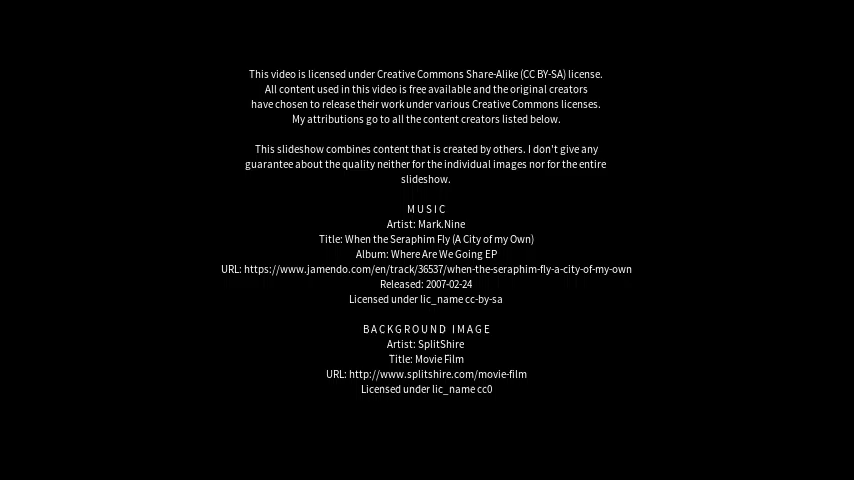 This video is licensed under Creative Commons Share-Alike (CC BY-SA) license.
All content used in this video is free available and the original creators
have chosen to release their work under various Creative Commons licenses.
My attributions go to all the content creators listed below.
This slideshow combines content that is created by others. I don't give any
guarantee about the quality neither for the individual images nor for the entire
slideshow.
MUSIC
Artist: Mark.Nine
Title: When the Seraphim Fly (A City of my Own)
Album: Where Are We Going EP
URL: https://www.jamendo.com/en/track/36537/when-the-seraphim-fly-a-city-of-my-own
Released: 2007-02-24
Licensed under lic_name cc-by-sa
BACKGROUND IMAGE
Artist: SplitShire
Title: Movie Film
URL: http://www.splitshire.com/movie-film
Licensed under lic_name cc0